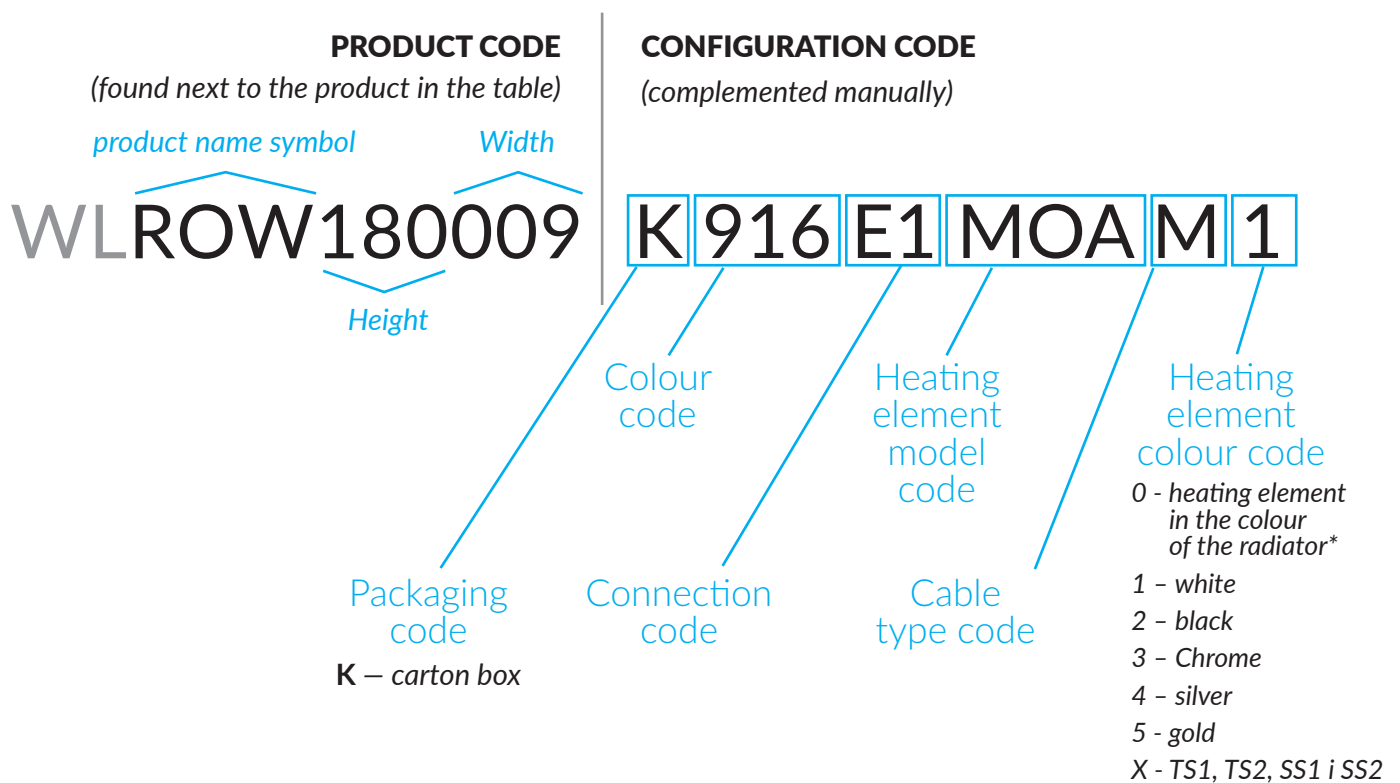 PRODUCT CODE
(found next to the product in the table)
CONFIGURATION CODE
(complemented manually)
product name symbol
Width
WLROW180009 K 916 E1 MOA M 1
Height
Colour
code
Heating
element
model
code
Heating
element
colour code
0 - heating element
in the colour
of the radiator*
1 – white
2 – black
3 – Chrome
4 – silver
5 - gold
X - TS1, TS2, SS1 i SS2
Packaging
code
K — carton box
Connection
code
Cable
type code